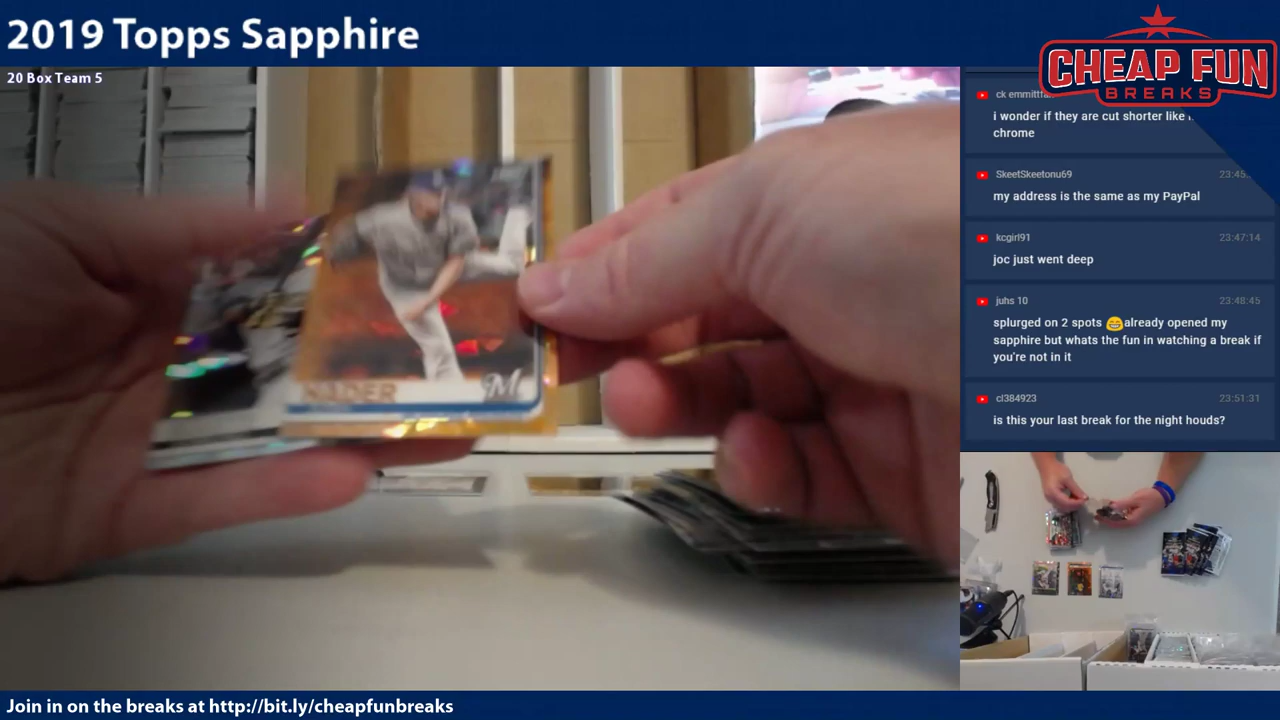 2019 Topps Sapphire
20 Box Team 5
CHEAP FUN
BREAKS
ck
i wonder if they are cut shorter like
chrome
SkeetSkeetonu69
my address is the same as my PayPal
kcgirl91 23:47:14
joc just went deep
juhs 10 23:48:45
splurged on 2 spots 😂already opened my
sapphire but whats the fun in watching a break if
you're not in it
cl384923 23:51:31
is this your last break for the night houds?
HADER M
Join in on the breaks at http://bit.ly/cheapfunbreaks